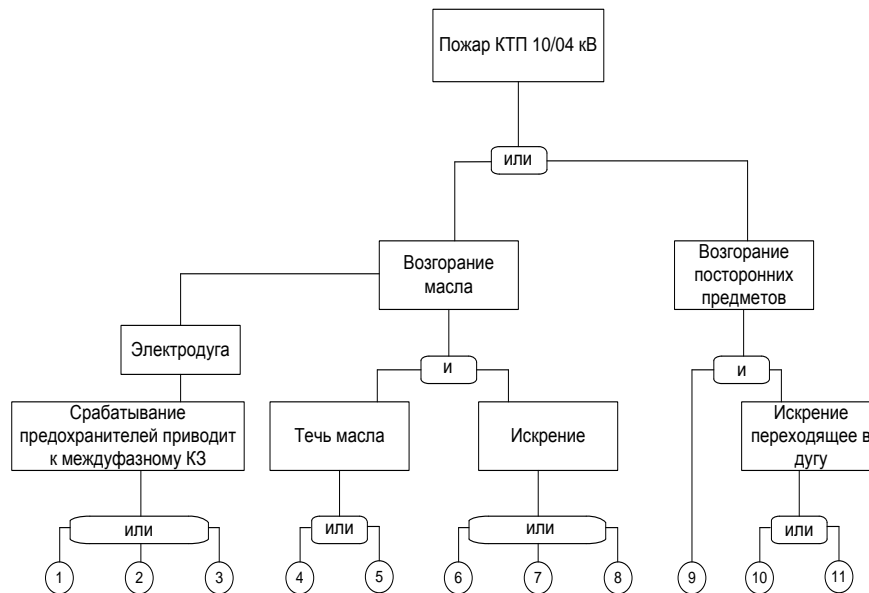 Пожар КТП 10/04 кВ
или
Возгорание
масла
Возгорание
посторонних
предметов
Электродуга
и
и
Срабатывание
предохранителей приводит
к междуфазному КЗ
Течь масла
Искрение
Искрение
переходящее в
дугу
или
или
или
или
1
2
3
4
5
6
7
8
9
10
11